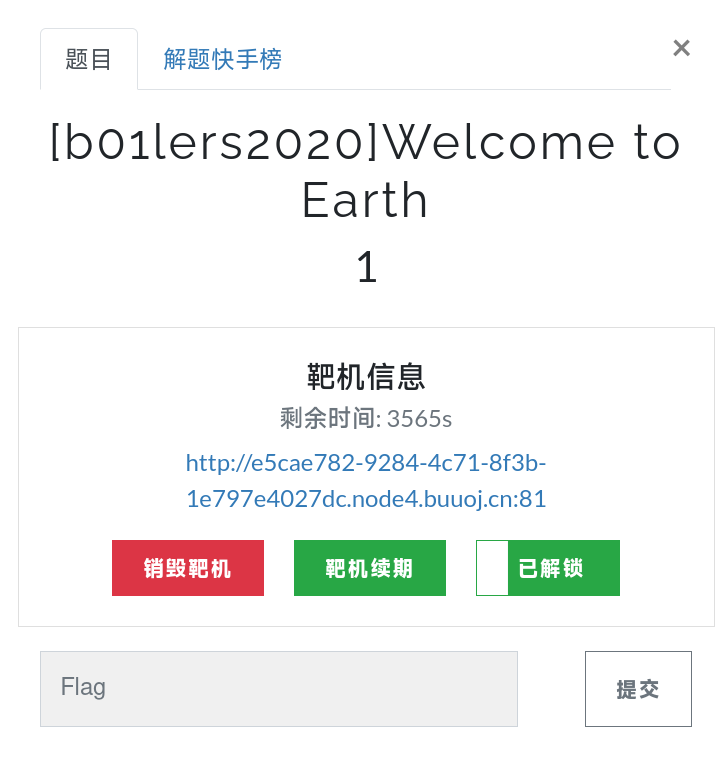 题目 解题快手榜 ×
[b01lers2020]Welcome to
Earth
1
靶机信息
剩余时间: 3565s
http://e5cae782-9284-4c71-8f3b-
1e797e4027dc.node4.buuoj.cn:81
销毁靶机 靶机续期 已解锁
Flag 提交